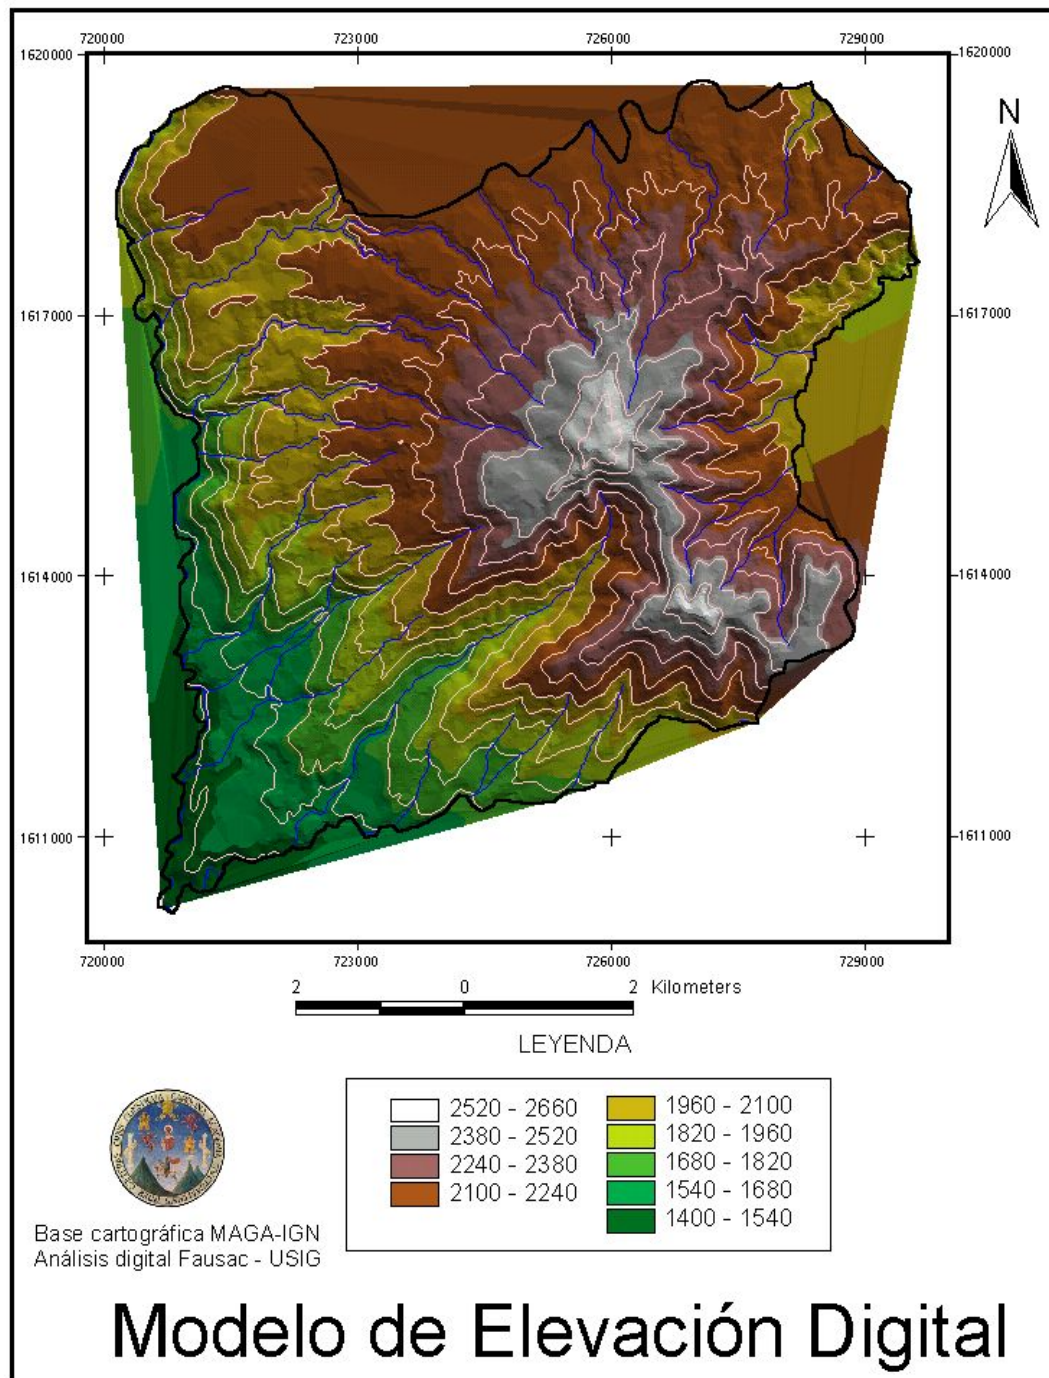 720000 723000 726000 729000
1620000 1620000
N
1617000 1617000
1614000 1614000
1611000 1611000
720000 723000 726000 729000
2 0 2 Kilometers
LEYENDA
2520 - 2660
2380 - 2520
2240 - 2380
2100 - 2240
1960 - 2100
1820 - 1960
1680 - 1820
1540 - 1680
1400 - 1540
Base cartográfica MAGA-IGN
Análisis digital Fausac - USIG
Modelo de Elevación Digital